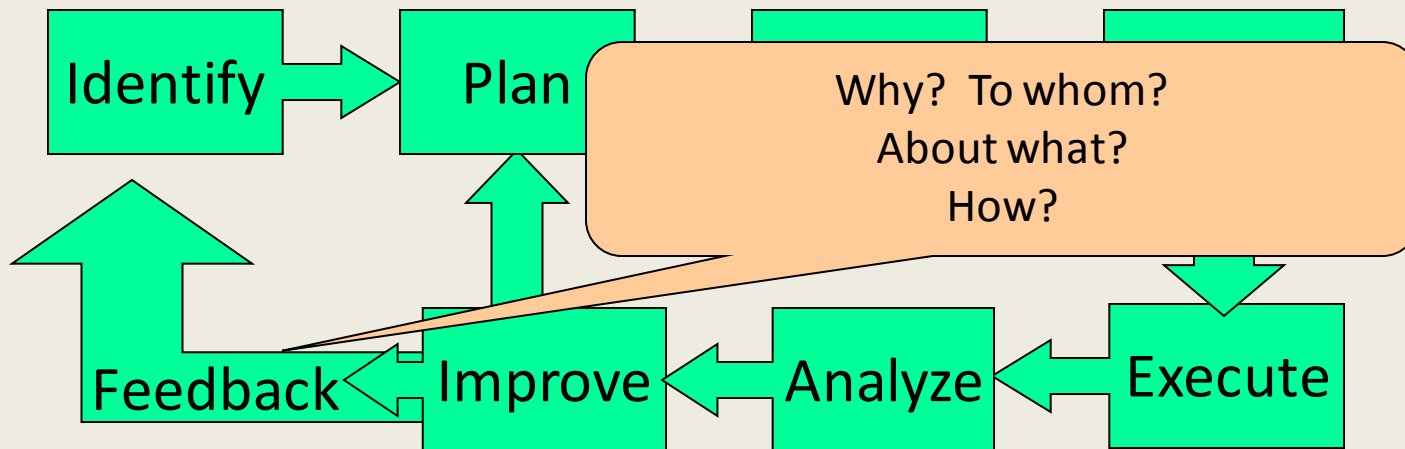 Identify
Plan
Why? To whom?
About what?
How?
Feedback
Improve
Analyze
Execute